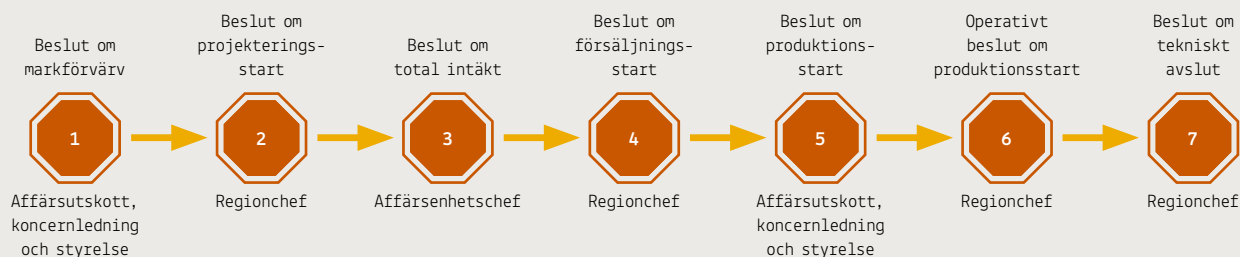 Beslut om
markförvärv
1
Affärsutskott,
koncernledning
och styrelse
Beslut om
projekterings-
start
2
Regionchef
Beslut om
total intäkt
3
Affärsenhetschef
Beslut om
försäljnings-
start
4
Regionchef
Beslut om
produktions-
start
5
Affärsutskott,
koncernledning
och styrelse
Operativt
beslut om
produktionsstart
6
Regionchef
Beslut om
tekniskt
avslut
7
Regionchef